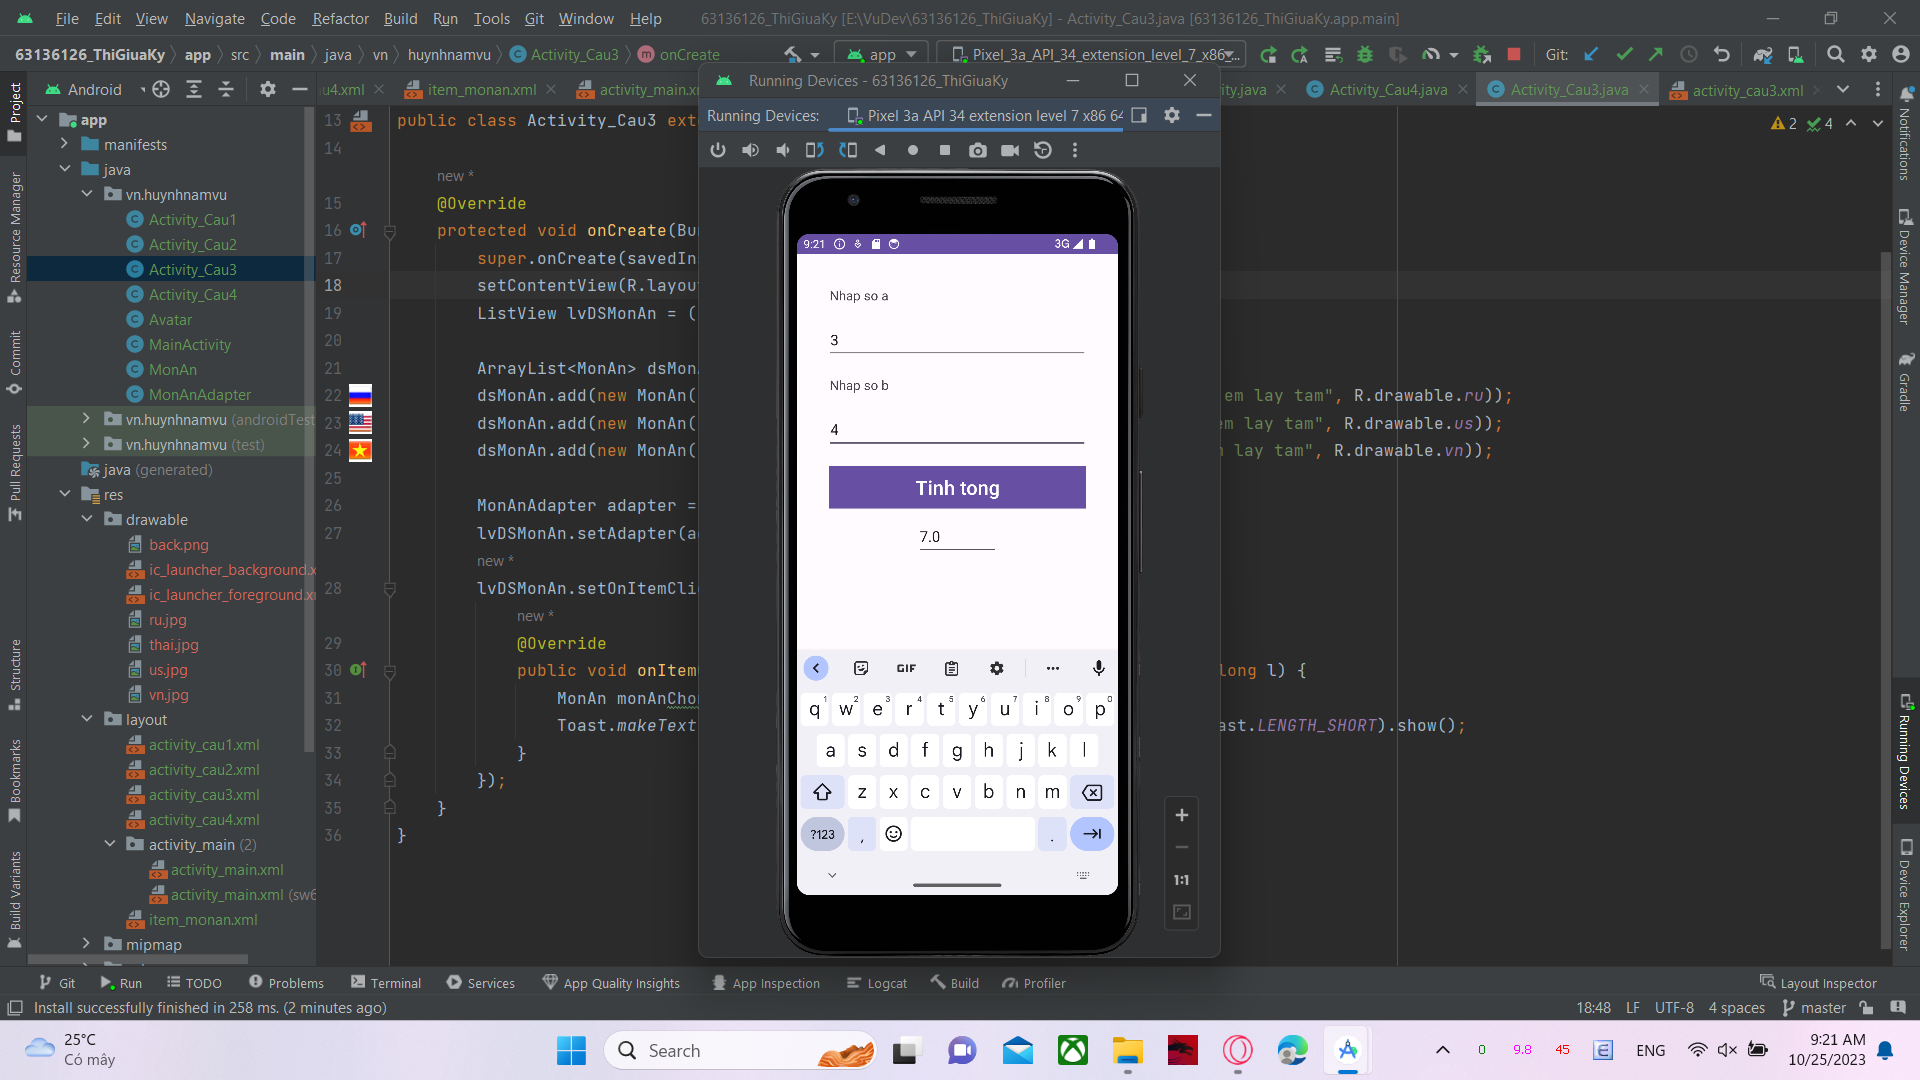 File Edit View Navigate Code Refactor Build Run Tools Git Window Help 63136126_ThiGiuaKy [E:\VuDev\63136126_ThiGiuaKy] - Activity_Cau3.java [63136126_ThiGiuaKy.app.main]
63136126_ThiGiuaKy app src main java vn huynhnamvu Activity_Cau3 onCreate app Pixel_3a_API_34_extension_level_7_x86 Git:
Running Devices - 63136126_ThiGiuaKy
Android u4.xml item_monan.xml activity_main.xm ity.java Activity_Cau4.java Activity_Cau3.java activity_cau3.xml
Running Devices: Pixel 3a API 34 extension level 7 x86 64
Project
Resource Manager
Commit
Pull Requests
Structure
Bookmarks
Build Variants
app
manifests
java
vn.huynhnamvu
Activity_Cau1
Activity_Cau2
Activity_Cau3
Activity_Cau4
Avatar
MainActivity
MonAn
MonAnAdapter
vn.huynhnamvu (androidTest
vn.huynhnamvu (test)
java (generated)
res
drawable
back.png
ic_launcher_background.x
ic_launcher_foreground.x
ru.jpg
thai.jpg
us.jpg
vn.jpg
layout
activity_cau1.xml
activity_cau2.xml
activity_cau3.xml
activity_cau4.xml
activity_main (2)
activity_main.xml
activity_main.xml (sw6
item_monan.xml
mipmap
13 public class Activity_Cau3 ext
14
new *
15 @Override
16 protected void onCreate(Bu
17 super.onCreate(savedIn
18 setContentView(R.layou
19 ListView lvDSMonAn = (
20
21 ArrayList<MonAn> dsMon
22 dsMonAn.add(new MonAn( em lay tam", R.drawable.ru));
23 dsMonAn.add(new MonAn( m lay tam", R.drawable.us));
24 dsMonAn.add(new MonAn( lay tam", R.drawable.vn));
25
26 MonAnAdapter adapter =
27 lvDSMonAn.setAdapter(a
new *
28 lvDSMonAn.setOnItemCli
new *
29 @Override
30 public void onItem long l) {
31 MonAn monAnCho
32 Toast.makeText ast.LENGTH_SHORT).show();
33 }
34 });
35 }
36 }
2 4
9:21 3G
Nhap so a
3
Nhap so b
4
Tinh tong
7.0
GIF
q1 w2 e3 r4 t5 y6 u7 i8 o9 p0
a s d f g h j k l
z x c v b n m
?123 , .
1:1
Notifications
Device Manager
Gradle
Running Devices
Device Explorer
Git Run TODO Problems Terminal Services App Quality Insights App Inspection Logcat Build Profiler Layout Inspector
Install successfully finished in 258 ms. (2 minutes ago) 18:48 LF UTF-8 4 spaces master
25°C
Có mây
Search
0 9.8 45 ENG
9:21 AM
10/25/2023